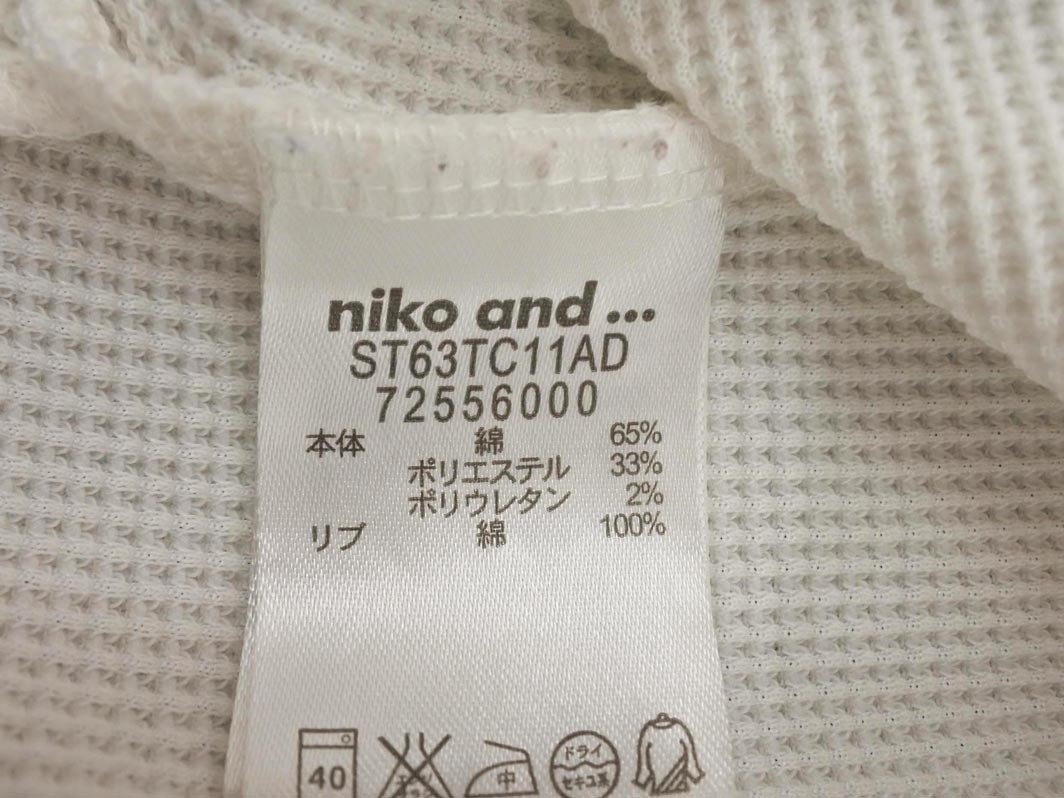 niko and ...
ST63TC11AD
72556000
本体 綿 65%
ポリエステル 33%
ポリウレタン 2%
リブ 綿 100%
40 中 ドライ
セキユ系